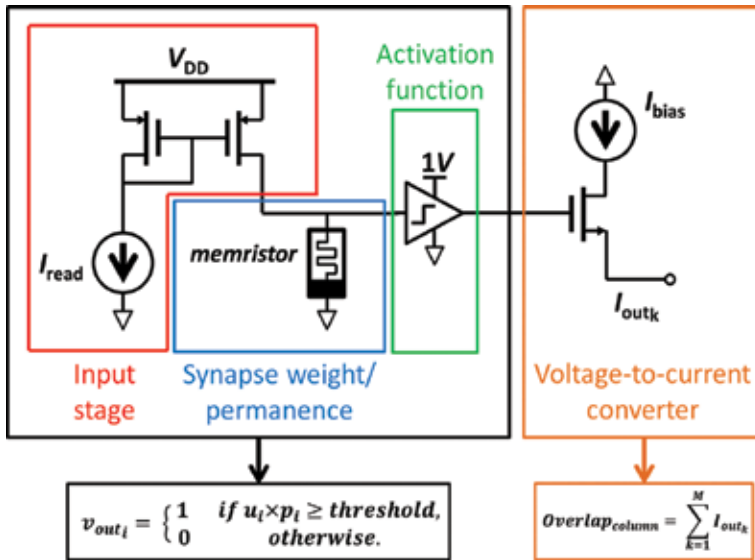 V_DD
Activation
function
I_bias
1V
memristor
I_read
I_out_k
Input
stage
Synapse weight/
permanence
Voltage-to-current
converter
v_out_i = { 1 if u_i×p_i ≥ threshold,
0 otherwise.
Overlap_column = ∑_{k=1}^{M} I_out_k